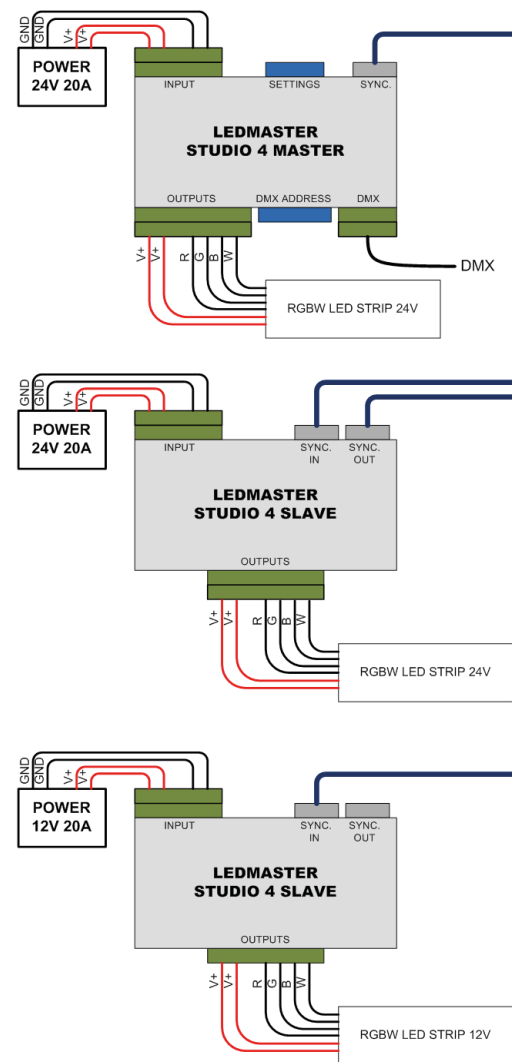 GND
GND
V+
V+
POWER
24V 20A
INPUT
SETTINGS
SYNC.
LEDMASTER
STUDIO 4 MASTER
OUTPUTS
DMX ADDRESS
DMX
V+
V+
R
G
B
W
DMX
RGBW LED STRIP 24V
GND
GND
V+
V+
POWER
24V 20A
INPUT
SYNC.
IN
SYNC.
OUT
LEDMASTER
STUDIO 4 SLAVE
OUTPUTS
V+
V+
R
G
B
W
RGBW LED STRIP 24V
GND
GND
V+
V+
POWER
12V 20A
INPUT
SYNC.
IN
SYNC.
OUT
LEDMASTER
STUDIO 4 SLAVE
OUTPUTS
V+
V+
R
G
B
W
RGBW LED STRIP 12V